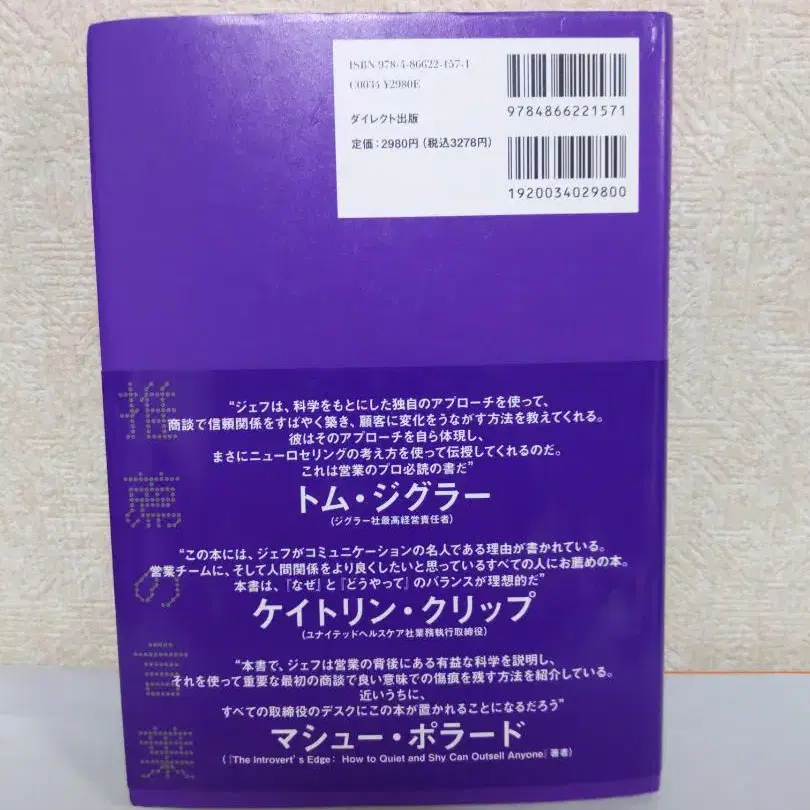 ISBN 978-4-86622-157-1
C0034 ¥2980E
ダイレクト出版
定価：2980円（税込3278円）
9784866221571
1920034029800
推薦の言葉
“ジェフは、科学をもとにした独自のアプローチを使って、
商談で信頼関係をすばやく築き、顧客に変化をうながす方法を教えてくれる。
彼はそのアプローチを自ら体現し、
まさにニューロセリングの考え方を使って伝授してくれるのだ。
これは営業のプロ必読の書だ”
トム・ジグラー
（ジグラー社最高経営責任者）
“この本には、ジェフがコミュニケーションの名人である理由が書かれている。
営業チームに、そして人間関係をより良くしたいと思っているすべての人にお薦めの本。
本書は、『なぜ』と『どうやって』のバランスが理想的だ”
ケイトリン・クリップ
（ユナイテッドヘルスケア社業務執行取締役）
“本書で、ジェフは営業の背後にある有益な科学を説明し、
それを使って重要な最初の商談で良い意味での傷痕を残す方法を紹介している。
近いうちに、
すべての取締役のデスクにこの本が置かれることになるだろう”
マシュー・ポラード
（『The Introvert's Edge: How to Quiet and Shy Can Outsell Anyone』著者）